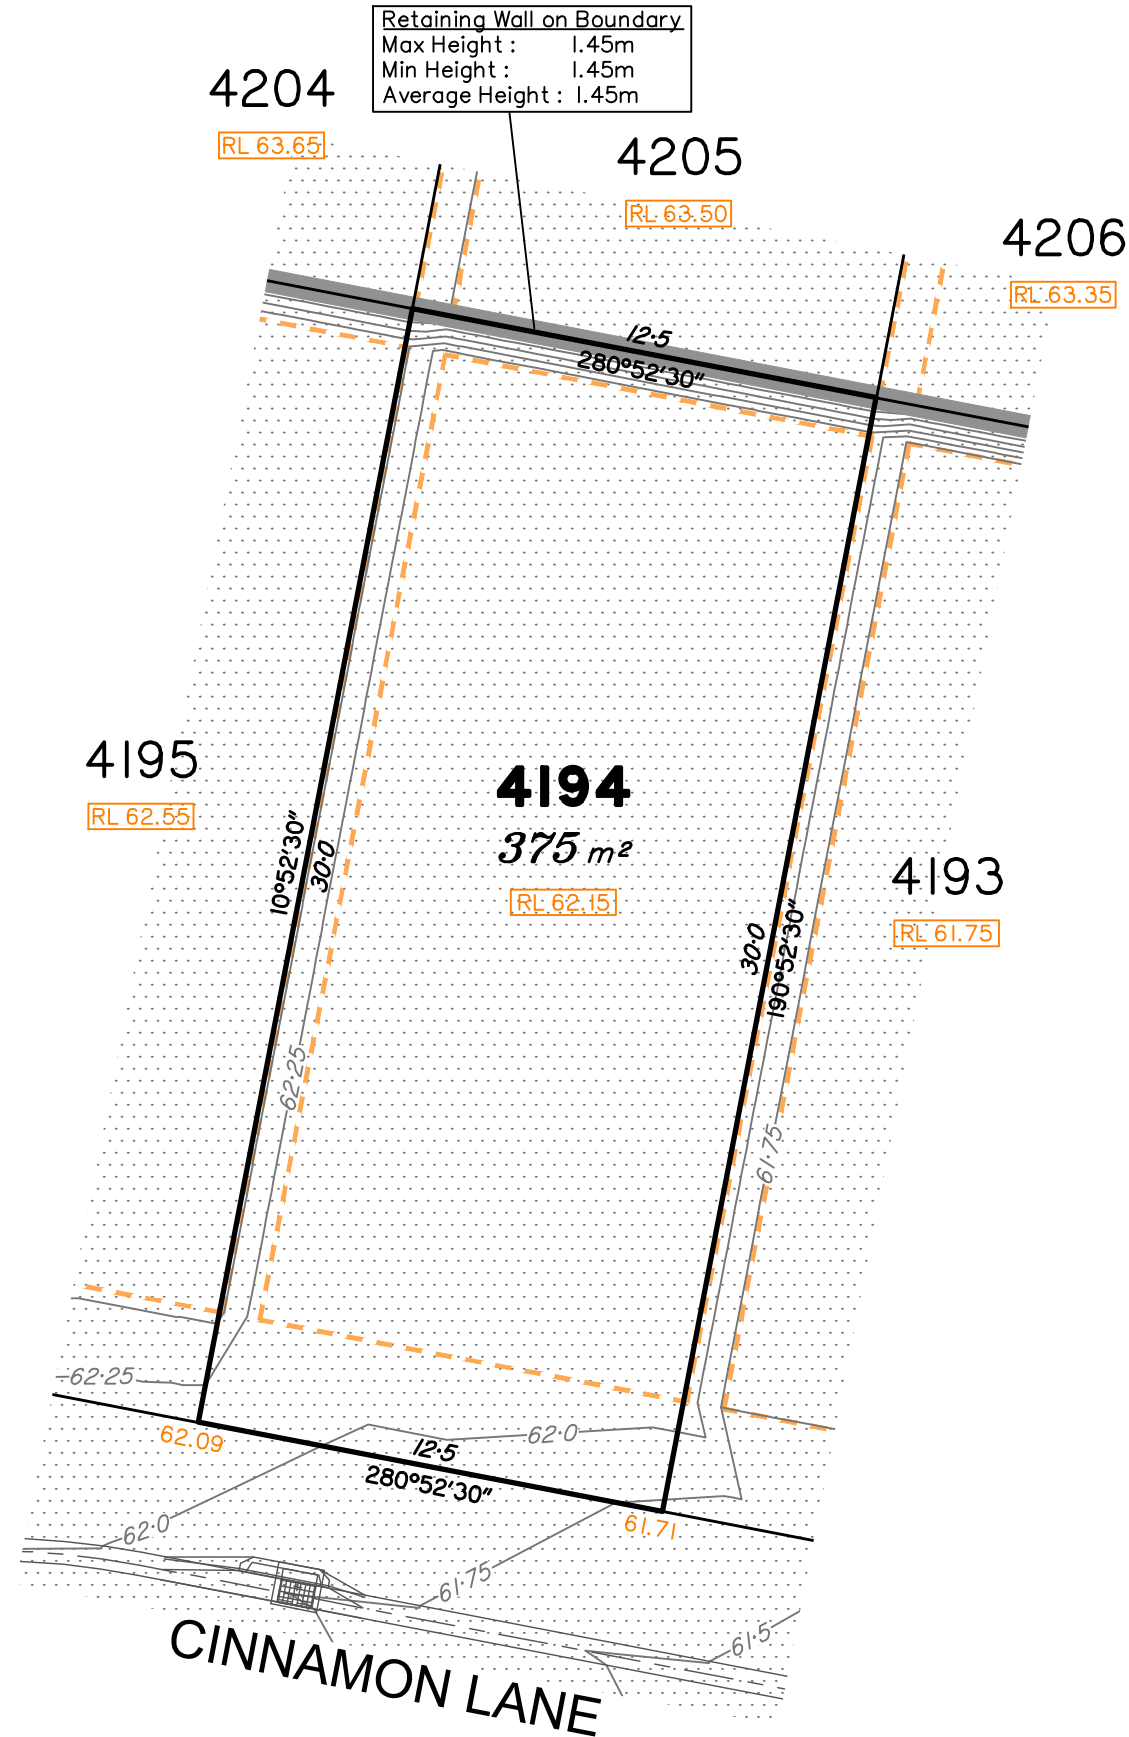 Retaining Wall on Boundary
Max Height : 1.45m
Min Height : 1.45m
Average Height : 1.45m
4204
RL 63.65
4205
RL 63.50
4206
RL 63.35
12·5
280°52'30"
4195
RL 62.55
10°52'30"
30·0
4194
375 m²
RL 62.15
4193
RL 61.75
30·0
190°52'30"
62·25
61·75
62·25
62.09
62·0
12·5
280°52'30"
61.71
62·0
61·75
61·5
CINNAMON LANE